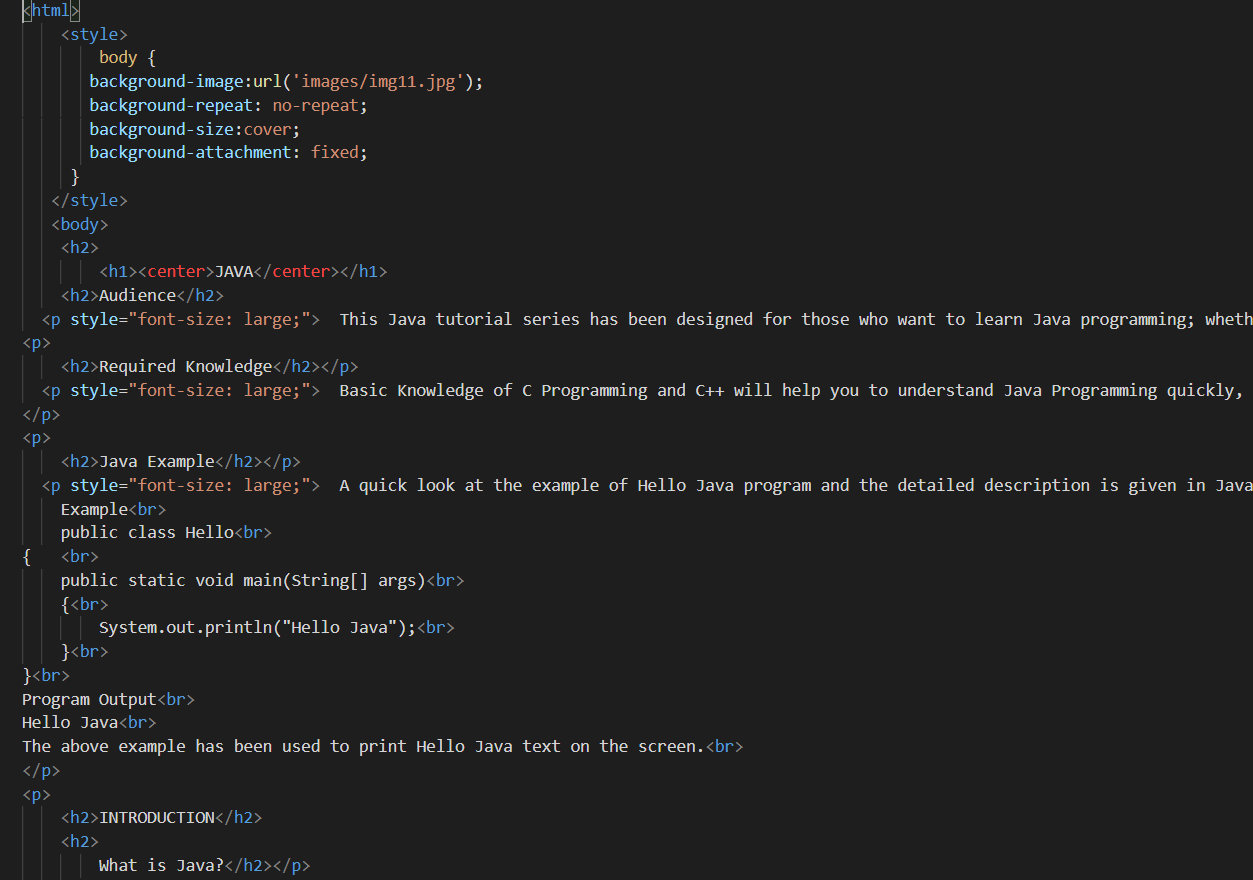 <html>
<style>
body {
background-image:url('images/img11.jpg');
background-repeat: no-repeat;
background-size:cover;
background-attachment: fixed;
}
</style>
<body>
<h2>
<h1><center>JAVA</center></h1>
<h2>Audience</h2>
<p style="font-size: large;">  This Java tutorial series has been designed for those who want to learn Java programming; wheth
<p>
<h2>Required Knowledge</h2></p>
<p style="font-size: large;">  Basic Knowledge of C Programming and C++ will help you to understand Java Programming quickly,
</p>
<p>
<h2>Java Example</h2></p>
<p style="font-size: large;">  A quick look at the example of Hello Java program and the detailed description is given in Java
Example<br>
public class Hello<br>
{   <br>
public static void main(String[] args)<br>
{<br>
System.out.println("Hello Java");<br>
}<br>
}<br>
Program Output<br>
Hello Java<br>
The above example has been used to print Hello Java text on the screen.<br>
</p>
<p>
<h2>INTRODUCTION</h2>
<h2>
What is Java?</h2></p>